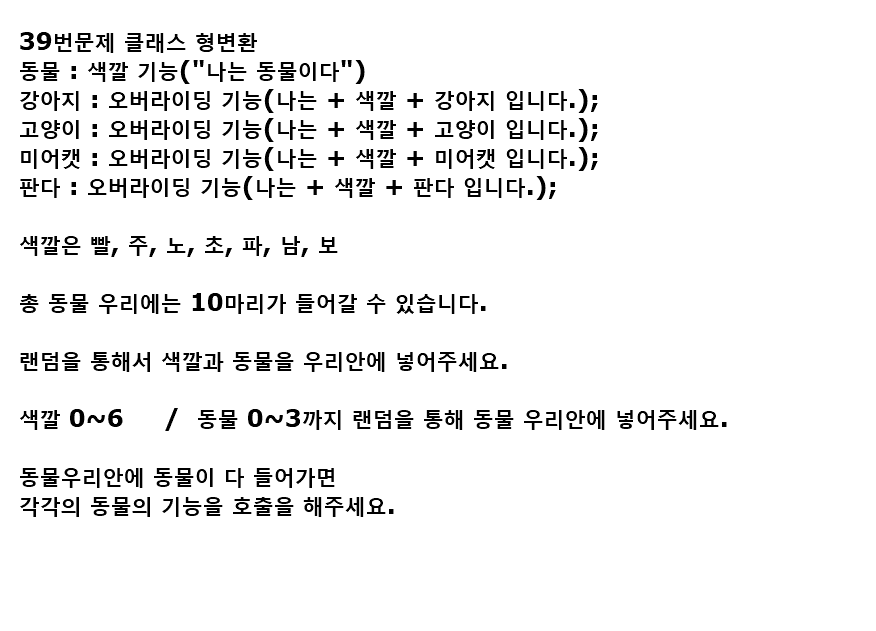 39번문제 클래스 형변환
동물 : 색깔 기능("나는 동물이다")
강아지 : 오버라이딩 기능(나는 + 색깔 + 강아지 입니다.);
고양이 : 오버라이딩 기능(나는 + 색깔 + 고양이 입니다.);
미어캣 : 오버라이딩 기능(나는 + 색깔 + 미어캣 입니다.);
판다 : 오버라이딩 기능(나는 + 색깔 + 판다 입니다.);
색깔은 빨, 주, 노, 초, 파, 남, 보
총 동물 우리에는 10마리가 들어갈 수 있습니다.
랜덤을 통해서 색깔과 동물을 우리안에 넣어주세요.
색깔 0~6 / 동물 0~3까지 랜덤을 통해 동물 우리안에 넣어주세요.
동물우리안에 동물이 다 들어가면
각각의 동물의 기능을 호출을 해주세요.